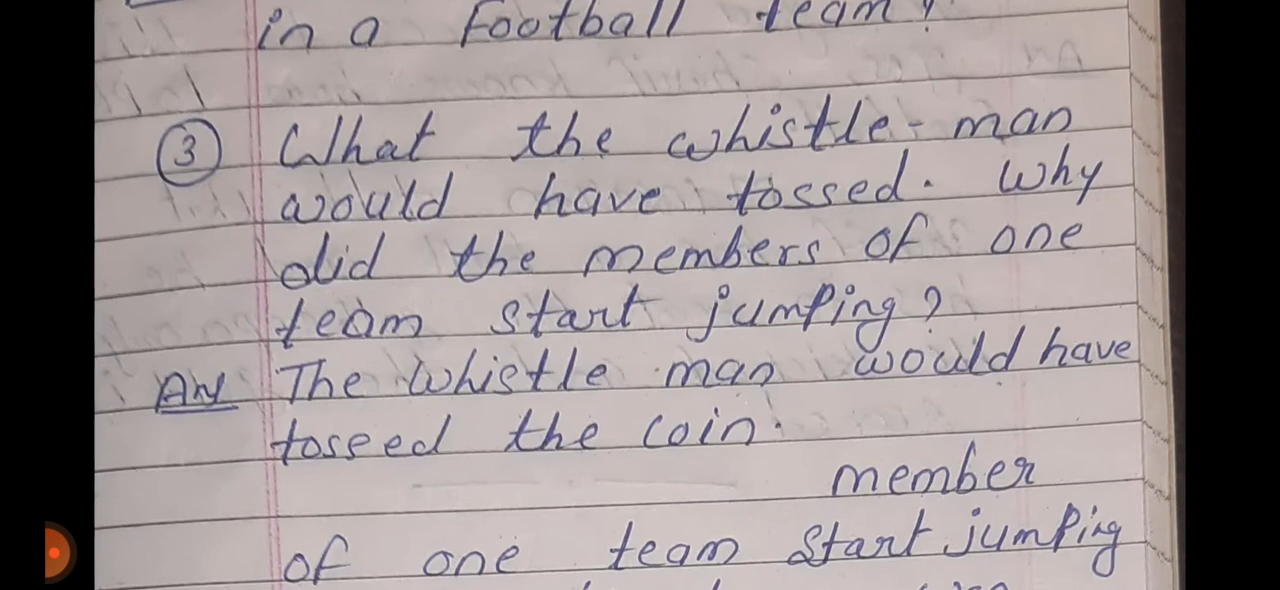 in a football team?
③ What the whistle-man
would have tossed. Why
did the members of one
team start jumping?
Ans The whistle man would have
tossed the coin.
member
of one team start jumping